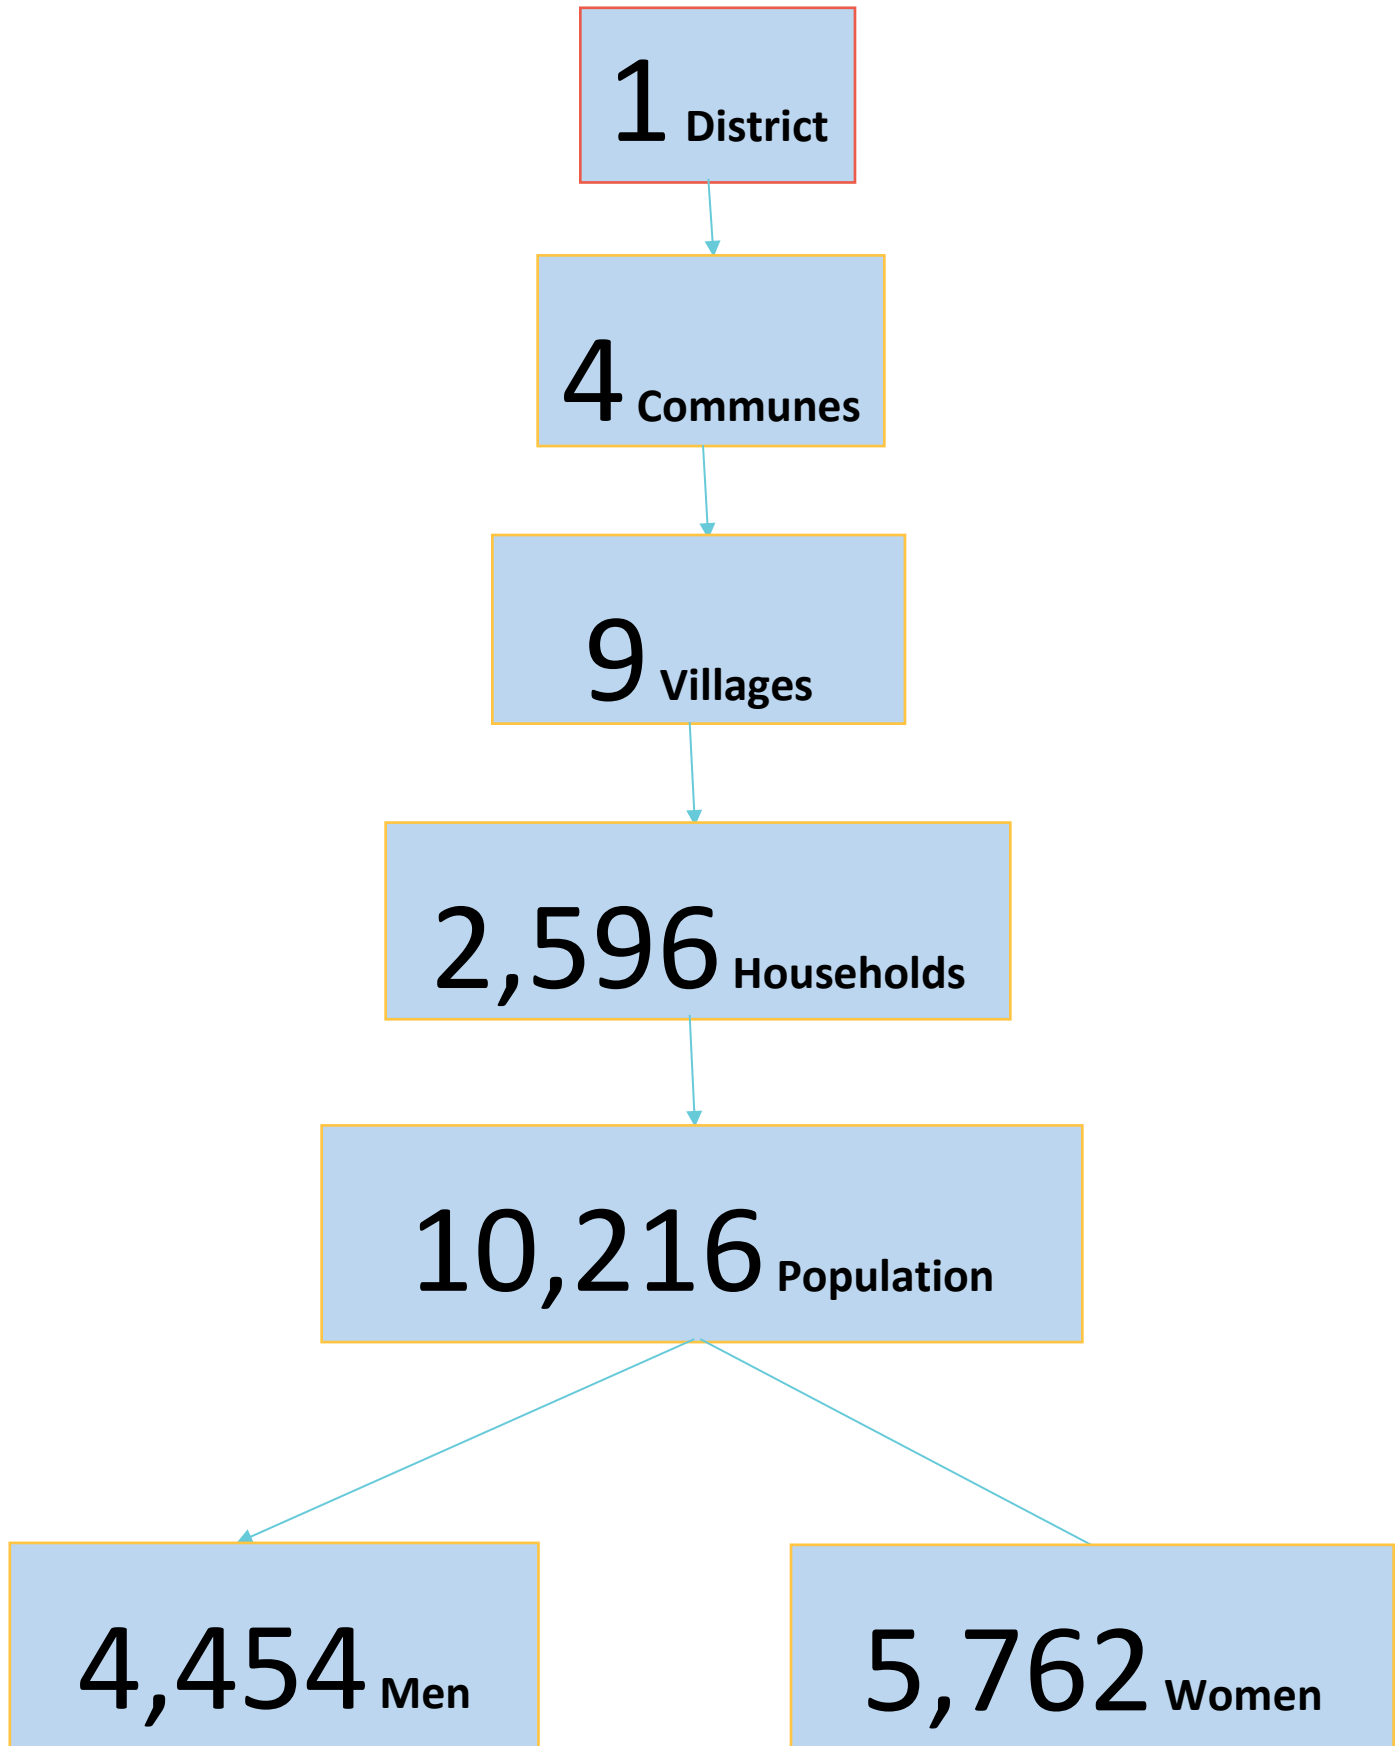 1 District
4 Communes
9 Villages
2,596 Households
10,216 Population
4,454 Men
5,762 Women